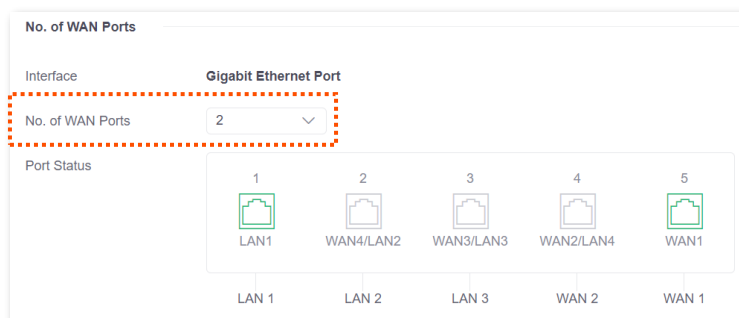 No. of WAN Ports
Interface Gigabit Ethernet Port
No. of WAN Ports 2
Port Status
1 2 3 4 5
LAN1 WAN4/LAN2 WAN3/LAN3 WAN2/LAN4 WAN1
LAN 1 LAN 2 LAN 3 WAN 2 WAN 1